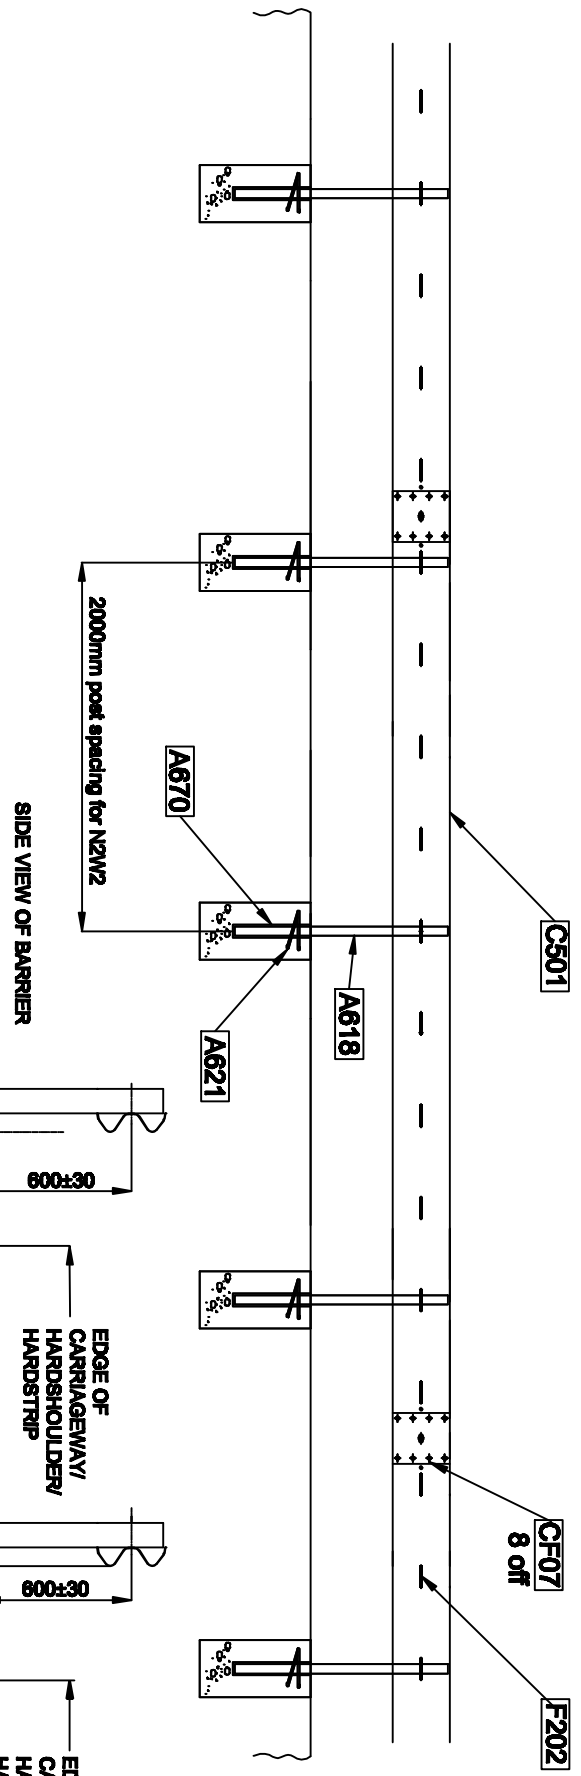 C501
CF07
8 off
F202
A618
A670
A621
2000mm post spacing for N2W2
SIDE VIEW OF BARRIER
600±30
EDGE OF
CARRIAGEWAY/
HARDSHOULDER/
HARDSTRIP
600±30